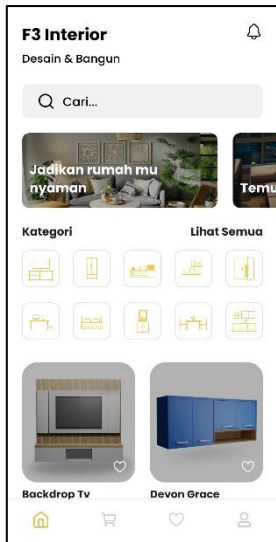 F3 Interior
Desain & Bangun
Cari...
Jadikan rumah mu
nyaman
Temu
Kategori
Lihat Semua
Backdrop Tv
Devon Grace